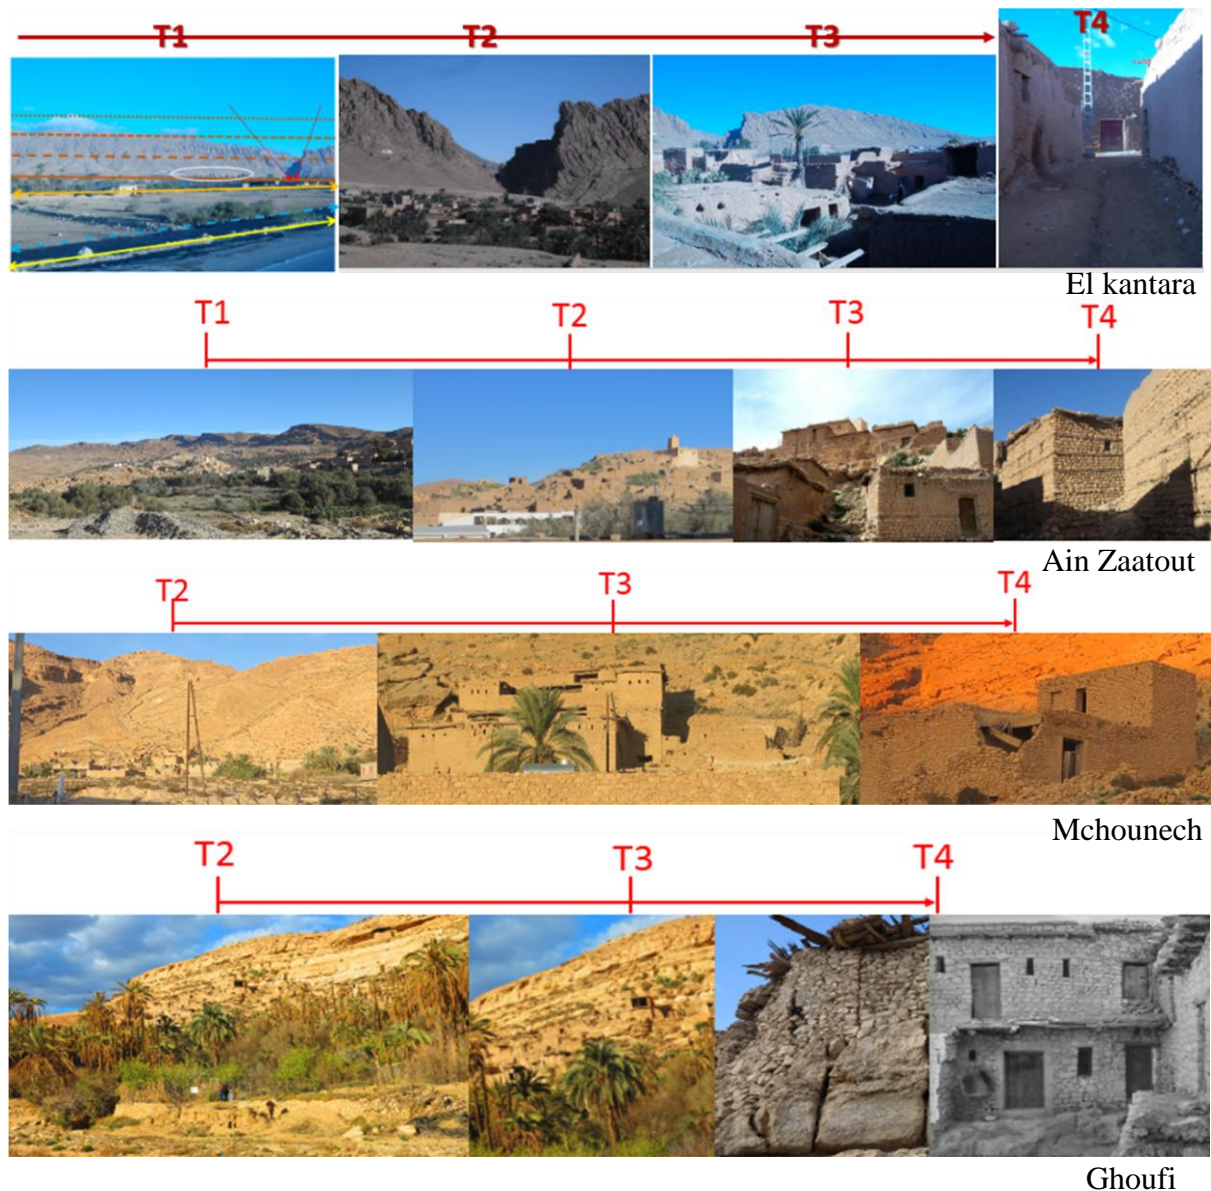 T1 T2 T3 T4
El kantara
T1 T2 T3 T4
Ain Zaatout
T2 T3 T4
Mchounech
T2 T3 T4
Ghoufi